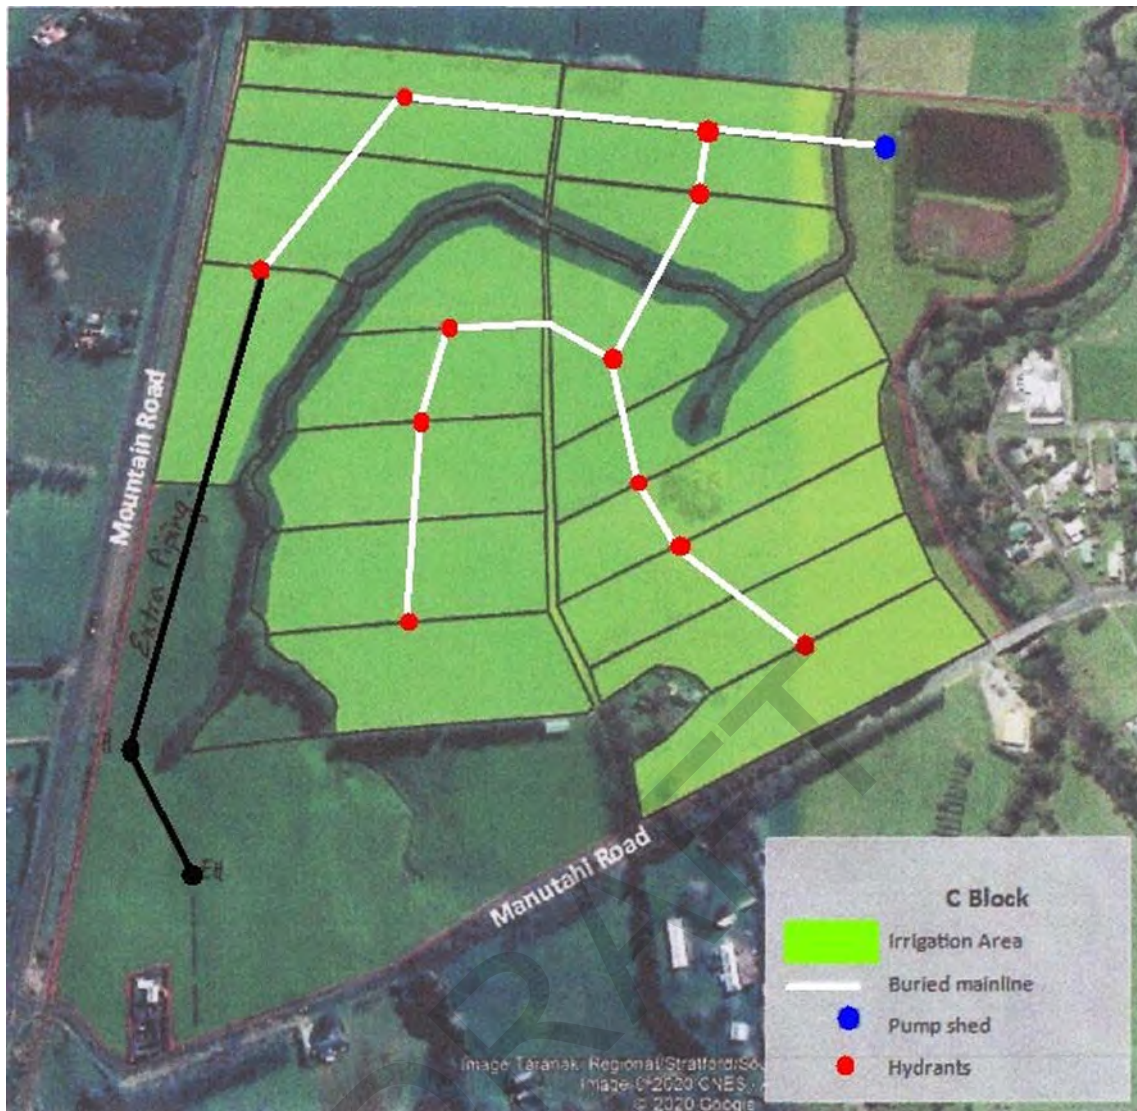 Mountain Road
Extra Piping
Manutahi Road
C Block
Irrigation Area
Buried mainline
Pump shed
Hydrants
Image Taranaki Regional/Stratford/Sou
Image © 2020 CNES / A
© 2020 Google